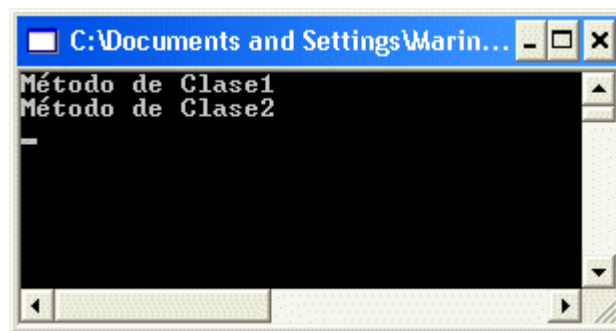 C:\Documents and Settings\Marin...
Método de Clase1
Método de Clase2